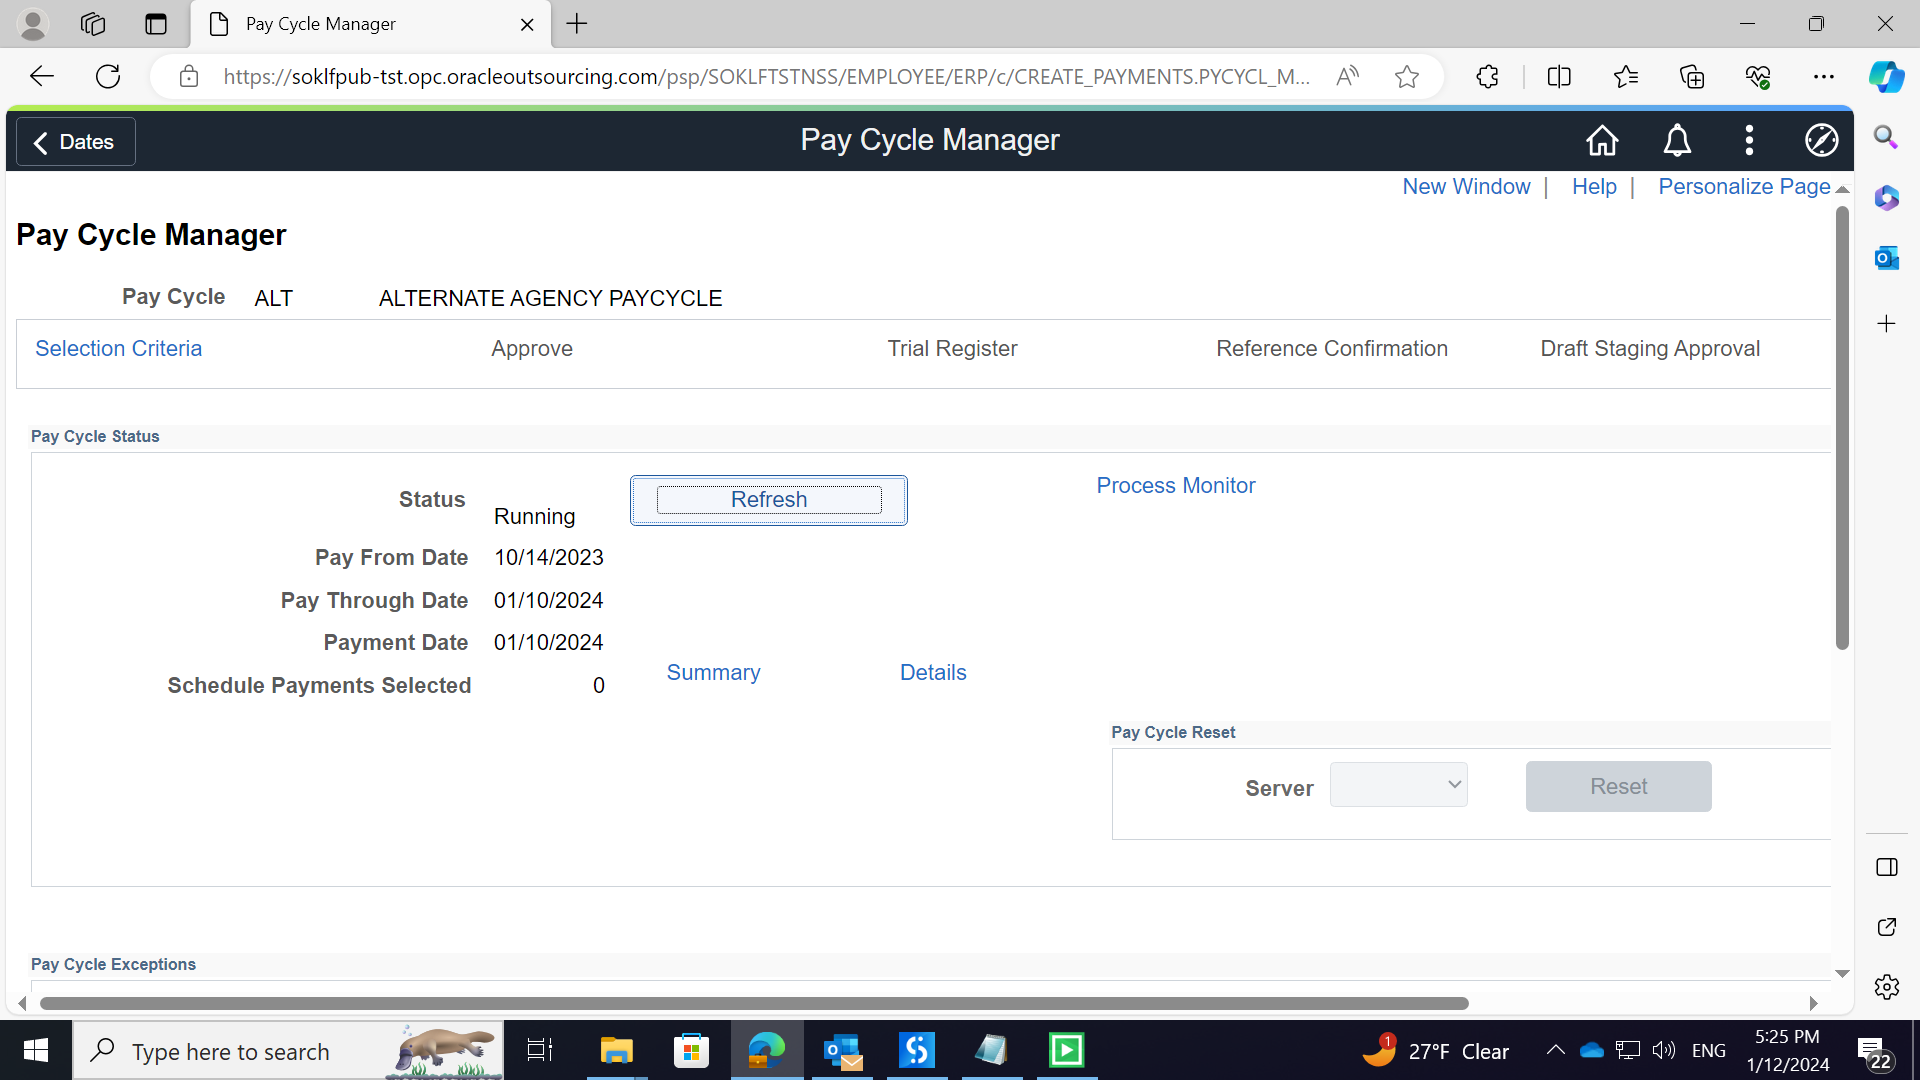 Pay Cycle Manager
https://soklfpub-tst.opc.oracleoutsourcing.com/psp/SOKLFTSTNSS/EMPLOYEE/ERP/c/CREATE_PAYMENTS.PYCYCL_M...
Dates
Pay Cycle Manager
New Window | Help | Personalize Page
Pay Cycle Manager
Pay Cycle ALT ALTERNATE AGENCY PAYCYCLE
Selection Criteria Approve Trial Register Reference Confirmation Draft Staging Approval
Pay Cycle Status
Status Running Refresh Process Monitor
Pay From Date 10/14/2023
Pay Through Date 01/10/2024
Payment Date 01/10/2024
Schedule Payments Selected 0 Summary Details
Pay Cycle Reset
Server Reset
Pay Cycle Exceptions
Type here to search
1 27°F Clear ENG 5:25 PM
1/12/2024
22